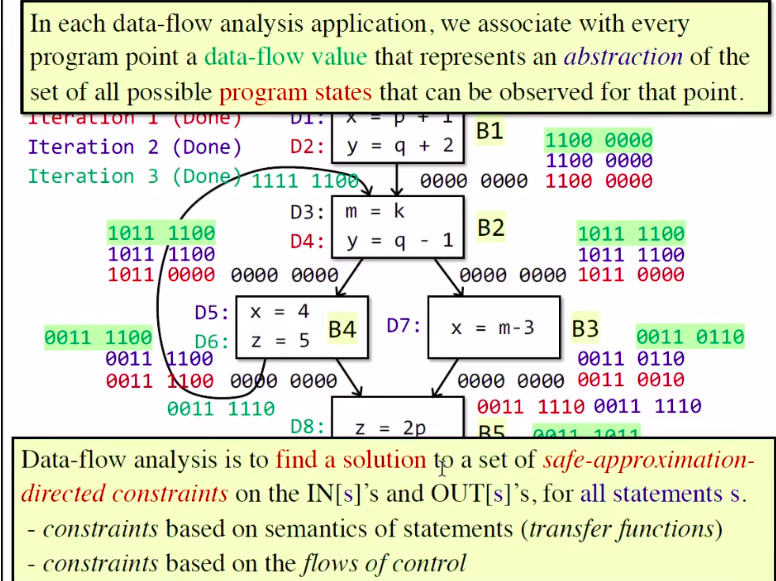 In each data-flow analysis application, we associate with every
program point a data-flow value that represents an abstraction of the
set of all possible program states that can be observed for that point.
Iteration 1 (Done) D1: x = p + 1 B1
Iteration 2 (Done) D2: y = q + 2 1100 0000
1100 0000
Iteration 3 (Done) 1111 1100 0000 0000 1100 0000
D3: m = k B2
1011 1100 D4: y = q - 1 1011 1100
1011 1100 1011 1100
1011 0000 0000 0000 0000 0000 1011 0000
D5: x = 4 B4 D7: x = m-3 B3
0011 1100 D6: z = 5 0011 0110
0011 1100 0011 0110
0011 1100 0000 0000 0000 0000 0011 0010
0011 1110 0011 1110 0011 1110
D8: z = 2p B5 0011 1011
Data-flow analysis is to find a solution to a set of safe-approximation-
directed constraints on the IN[s]'s and OUT[s]'s, for all statements s.
- constraints based on semantics of statements (transfer functions)
- constraints based on the flows of control